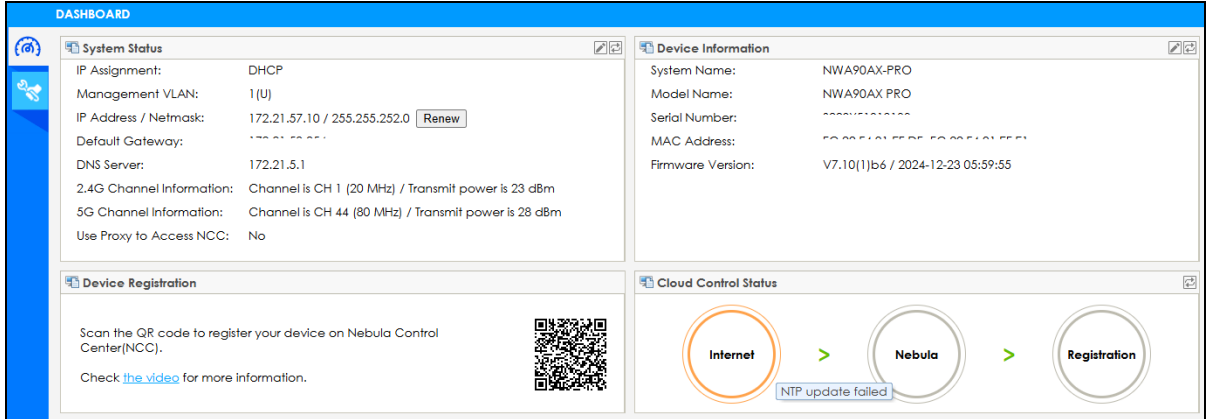 DASHBOARD
System Status
IP Assignment: DHCP
Management VLAN: 1(U)
IP Address / Netmask: 172.21.57.10 / 255.255.252.0 Renew
Default Gateway:
DNS Server: 172.21.5.1
2.4G Channel Information: Channel is CH 1 (20 MHz) / Transmit power is 23 dBm
5G Channel Information: Channel is CH 44 (80 MHz) / Transmit power is 28 dBm
Use Proxy to Access NCC: No
Device Information
System Name: NWA90AX-PRO
Model Name: NWA90AX PRO
Serial Number:
MAC Address:
Firmware Version: V7.10(1)b6 / 2024-12-23 05:59:55
Device Registration
Scan the QR code to register your device on Nebula Control
Center(NCC).
Check the video for more information.
Cloud Control Status
Internet > Nebula > Registration
NTP update failed